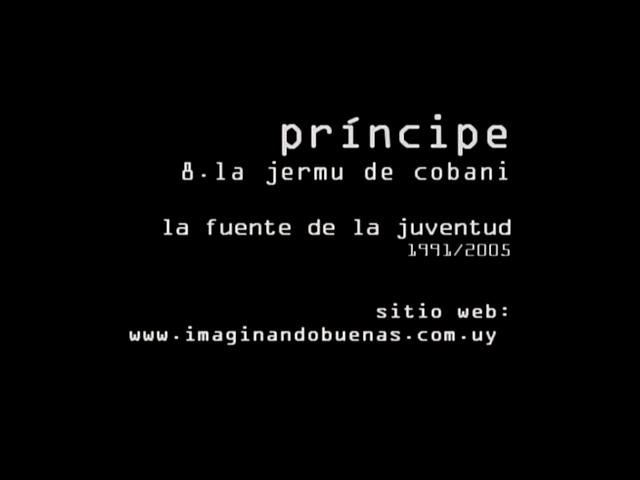 príncipe
8.la jermu de cobani
la fuente de la juventud
1991/2005
sitio web:
www.imaginandobuenas.com.uy